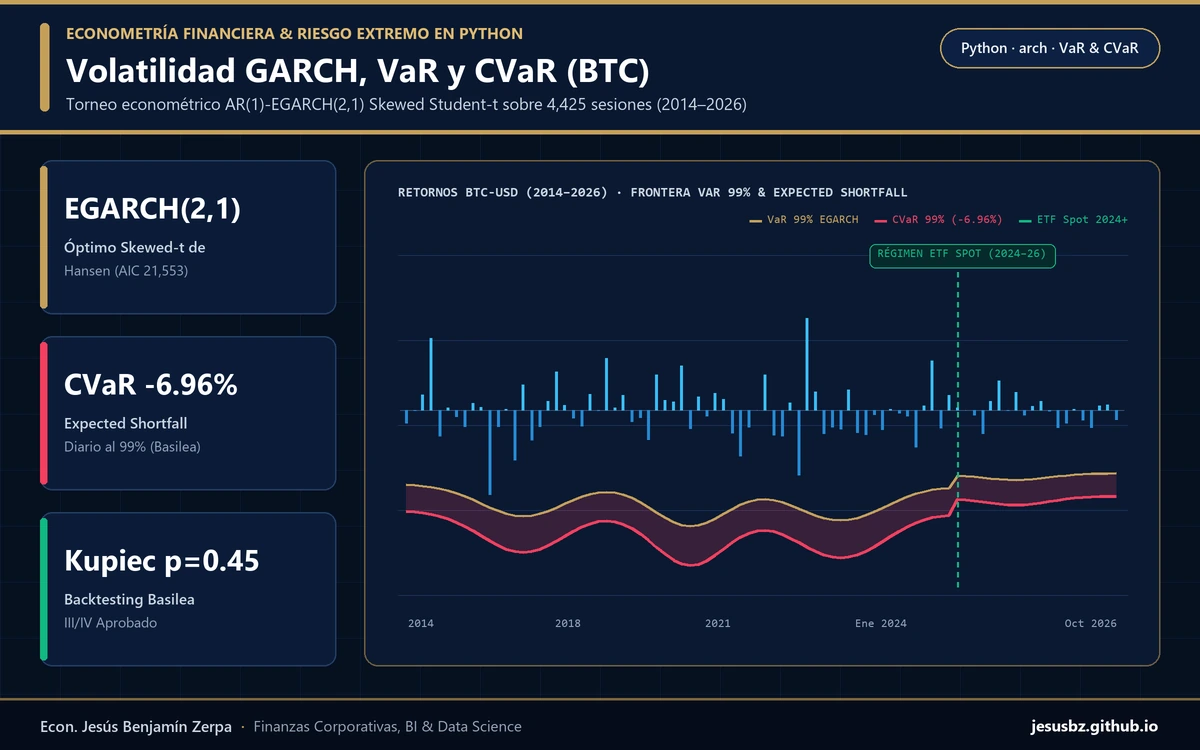 ECONOMETRÍA FINANCIERA & RIESGO EXTREMO EN PYTHON
Volatilidad GARCH, VaR y CVaR (BTC)
Torneo econométrico AR(1)-EGARCH(2,1) Skewed Student-t sobre 4,425 sesiones (2014–2026)
Python · arch · VaR & CVaR
EGARCH(2,1)
Óptimo Skewed-t de
Hansen (AIC 21,553)
CVaR -6.96%
Expected Shortfall
Diario al 99% (Basilea)
Kupiec p=0.45
Backtesting Basilea
III/IV Aprobado
RETORNOS BTC-USD (2014–2026) · FRONTERA VAR 99% & EXPECTED SHORTFALL
VaR 99% EGARCH
CVaR 99% (-6.96%)
ETF Spot 2024+
RÉGIMEN ETF SPOT (2024–26)
2014
2018
2021
Ene 2024
Oct 2026
Econ. Jesús Benjamín Zerpa · Finanzas Corporativas, BI & Data Science
jesusbz.github.io